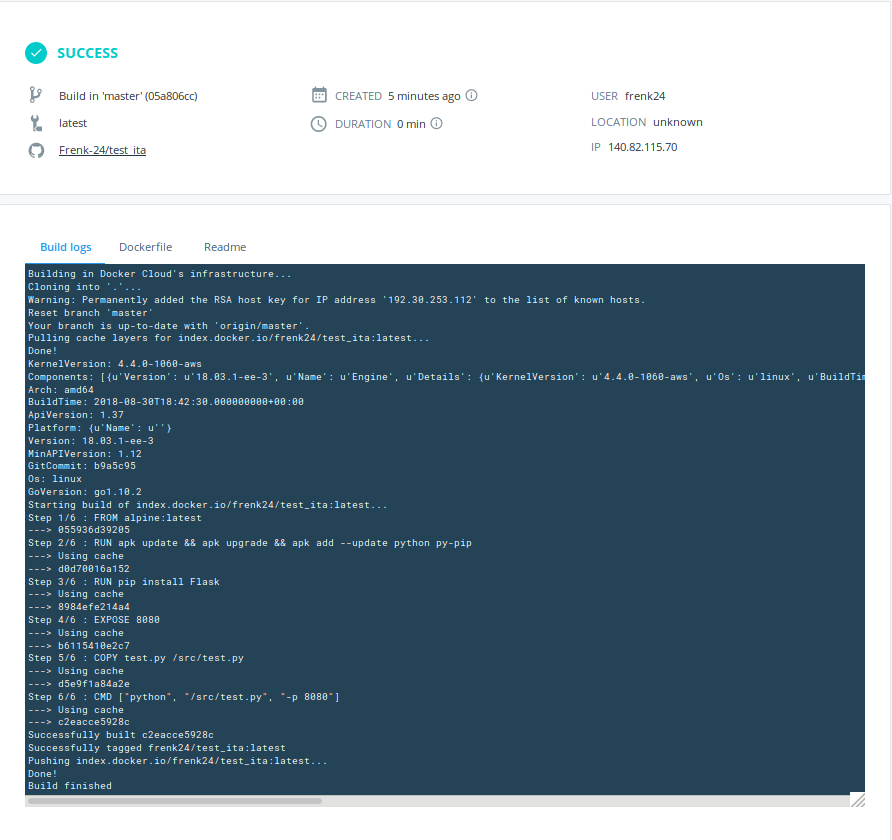 SUCCESS
Build in 'master' (05a806cc)
latest
Frenk-24/test_ita
CREATED 5 minutes ago
DURATION 0 min
USER frenk24
LOCATION unknown
IP 140.82.115.70
Build logs Dockerfile Readme
Building in Docker Cloud's infrastructure...
Cloning into '.'...
Warning: Permanently added the RSA host key for IP address '192.30.253.112' to the list of known hosts.
Reset branch 'master'
Your branch is up-to-date with 'origin/master'.
Pulling cache layers for index.docker.io/frenk24/test_ita:latest...
Done!
KernelVersion: 4.4.0-1060-aws
Components: [{u'Version': u'18.03.1-ee-3', u'Name': u'Engine', u'Details': {u'KernelVersion': u'4.4.0-1060-aws', u'Os': u'linux', u'BuildTim
Arch: amd64
BuildTime: 2018-08-30T18:42:30.000000000+00:00
ApiVersion: 1.37
Platform: {u'Name': u''}
Version: 18.03.1-ee-3
MinAPIVersion: 1.12
GitCommit: b9a5c95
Os: linux
GoVersion: go1.10.2
Starting build of index.docker.io/frenk24/test_ita:latest...
Step 1/6 : FROM alpine:latest
---> 055936d39205
Step 2/6 : RUN apk update && apk upgrade && apk add --update python py-pip
---> Using cache
---> d0d70016a152
Step 3/6 : RUN pip install Flask
---> Using cache
---> 8984efe214a4
Step 4/6 : EXPOSE 8080
---> Using cache
---> b6115410e2c7
Step 5/6 : COPY test.py /src/test.py
---> Using cache
---> d5e9f1a84a2e
Step 6/6 : CMD ["python", "/src/test.py", "-p 8080"]
---> Using cache
---> c2eacce5928c
Successfully built c2eacce5928c
Successfully tagged frenk24/test_ita:latest
Pushing index.docker.io/frenk24/test_ita:latest...
Done!
Build finished